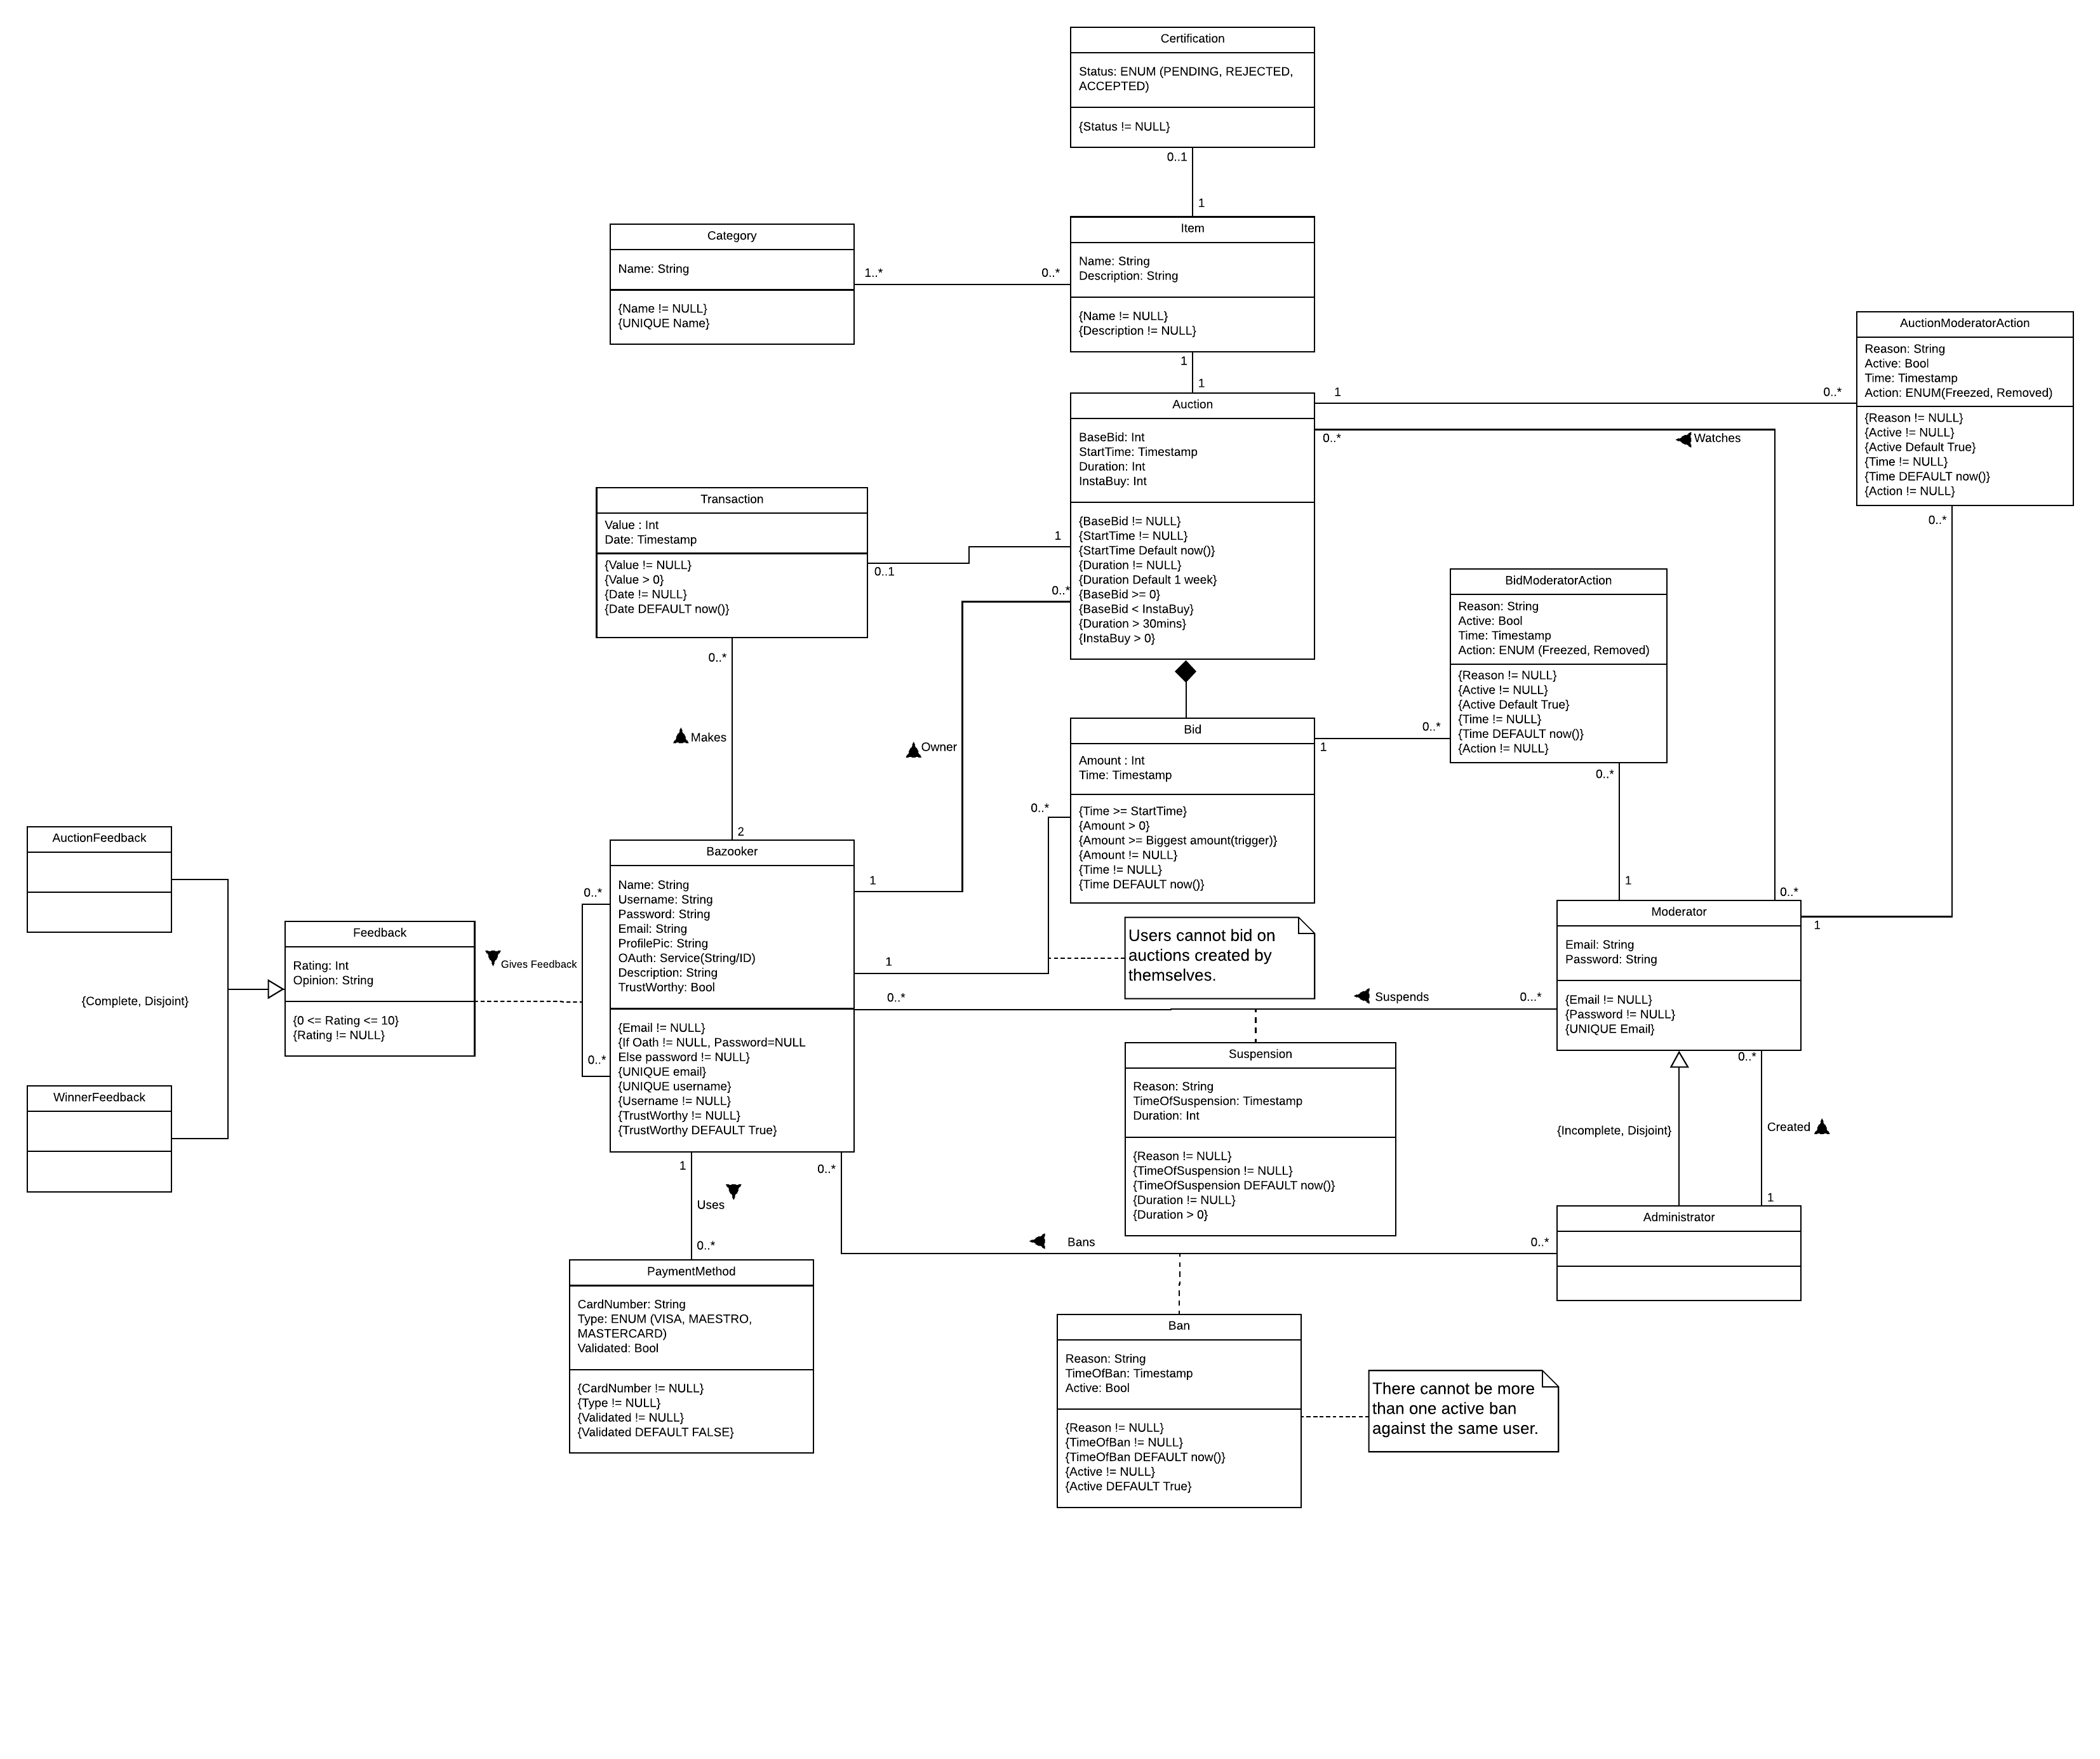 Certification
Status: ENUM (PENDING, REJECTED,
ACCEPTED)
{Status != NULL}
0..1
1
Category
Name: String
{Name != NULL}
{UNIQUE Name}
1..*
0..*
Item
Name: String
Description: String
{Name != NULL}
{Description != NULL}
1
1
AuctionModeratorAction
Reason: String
Active: Bool
Time: Timestamp
Action: ENUM(Freezed, Removed)
{Reason != NULL}
{Active != NULL}
{Active Default True}
{Time != NULL}
{Time DEFAULT now()}
{Action != NULL}
1
0..*
0..*
0..*
Watches
Auction
BaseBid: Int
StartTime: Timestamp
Duration: Int
InstaBuy: Int
{BaseBid != NULL}
{StartTime != NULL}
{StartTime Default now()}
{Duration != NULL}
{Duration Default 1 week}
{BaseBid >= 0}
{BaseBid < InstaBuy}
{Duration > 30mins}
{InstaBuy > 0}
Transaction
Value : Int
Date: Timestamp
{Value != NULL}
{Value > 0}
{Date != NULL}
{Date DEFAULT now()}
1
0..1
0..*
0..*
Makes
2
Owner
BidModeratorAction
Reason: String
Active: Bool
Time: Timestamp
Action: ENUM (Freezed, Removed)
{Reason != NULL}
{Active != NULL}
{Active Default True}
{Time != NULL}
{Time DEFAULT now()}
{Action != NULL}
0..*
1
0..*
1
Bid
Amount : Int
Time: Timestamp
{Time >= StartTime}
{Amount > 0}
{Amount >= Biggest amount(trigger)}
{Amount != NULL}
{Time != NULL}
{Time DEFAULT now()}
0..*
AuctionFeedback
Feedback
Rating: Int
Opinion: String
{0 <= Rating <= 10}
{Rating != NULL}
{Complete, Disjoint}
WinnerFeedback
0..*
Gives Feedback
0..*
Bazooker
Name: String
Username: String
Password: String
Email: String
ProfilePic: String
OAuth: Service(String/ID)
Description: String
TrustWorthy: Bool
{Email != NULL}
{If Oath != NULL, Password=NULL
Else password != NULL}
{UNIQUE email}
{UNIQUE username}
{Username != NULL}
{TrustWorthy != NULL}
{TrustWorthy DEFAULT True}
1
1
0..*
Users cannot bid on
auctions created by
themselves.
Suspends
0...*
0..*
1
Moderator
Email: String
Password: String
{Email != NULL}
{Password != NULL}
{UNIQUE Email}
Suspension
Reason: String
TimeOfSuspension: Timestamp
Duration: Int
{Reason != NULL}
{TimeOfSuspension != NULL}
{TimeOfSuspension DEFAULT now()}
{Duration != NULL}
{Duration > 0}
0..*
{Incomplete, Disjoint}
Created
1
Administrator
1
Uses
0..*
0..*
Bans
0..*
PaymentMethod
CardNumber: String
Type: ENUM (VISA, MAESTRO,
MASTERCARD)
Validated: Bool
{CardNumber != NULL}
{Type != NULL}
{Validated != NULL}
{Validated DEFAULT FALSE}
Ban
Reason: String
TimeOfBan: Timestamp
Active: Bool
{Reason != NULL}
{TimeOfBan != NULL}
{TimeOfBan DEFAULT now()}
{Active != NULL}
{Active DEFAULT True}
There cannot be more
than one active ban
against the same user.